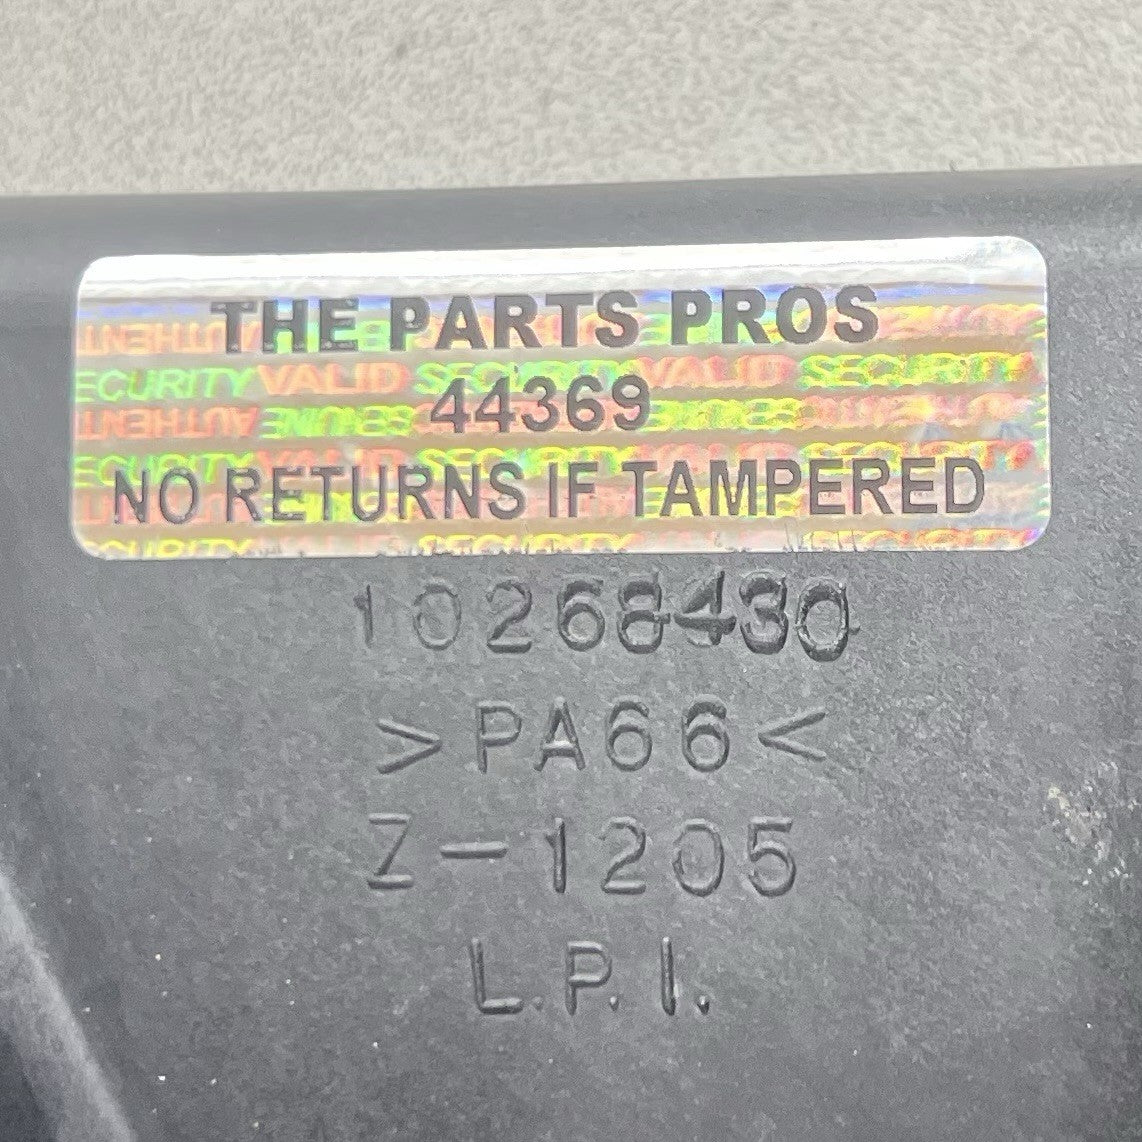 THE PARTS PROS
44369
NO RETURNS IF TAMPERED
10268430
>PA66<
Z-1205
L.P.I.